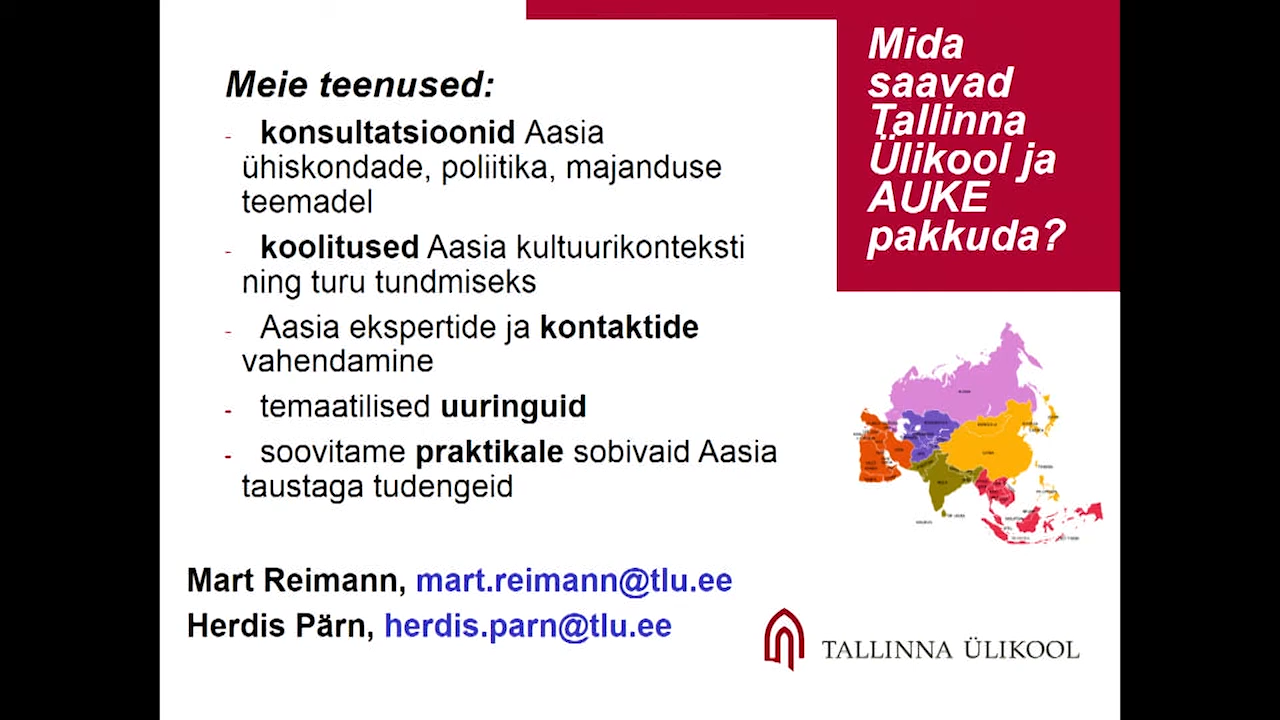 Mida
saavad
Tallinna
Ülikool ja
AUKE
pakkuda?
Meie teenused:
- konsultatsioonid Aasia
ühiskondade, poliitika, majanduse
teemadel
- koolitused Aasia kultuurikonteksti
ning turu tundmiseks
- Aasia ekspertide ja kontaktide
vahendamine
- temaatilised uuringuid
- soovitame praktikale sobivaid Aasia
taustaga tudengeid
Mart Reimann, mart.reimann@tlu.ee
Herdis Pärn, herdis.parn@tlu.ee
TALLINNA ÜLIKOOL